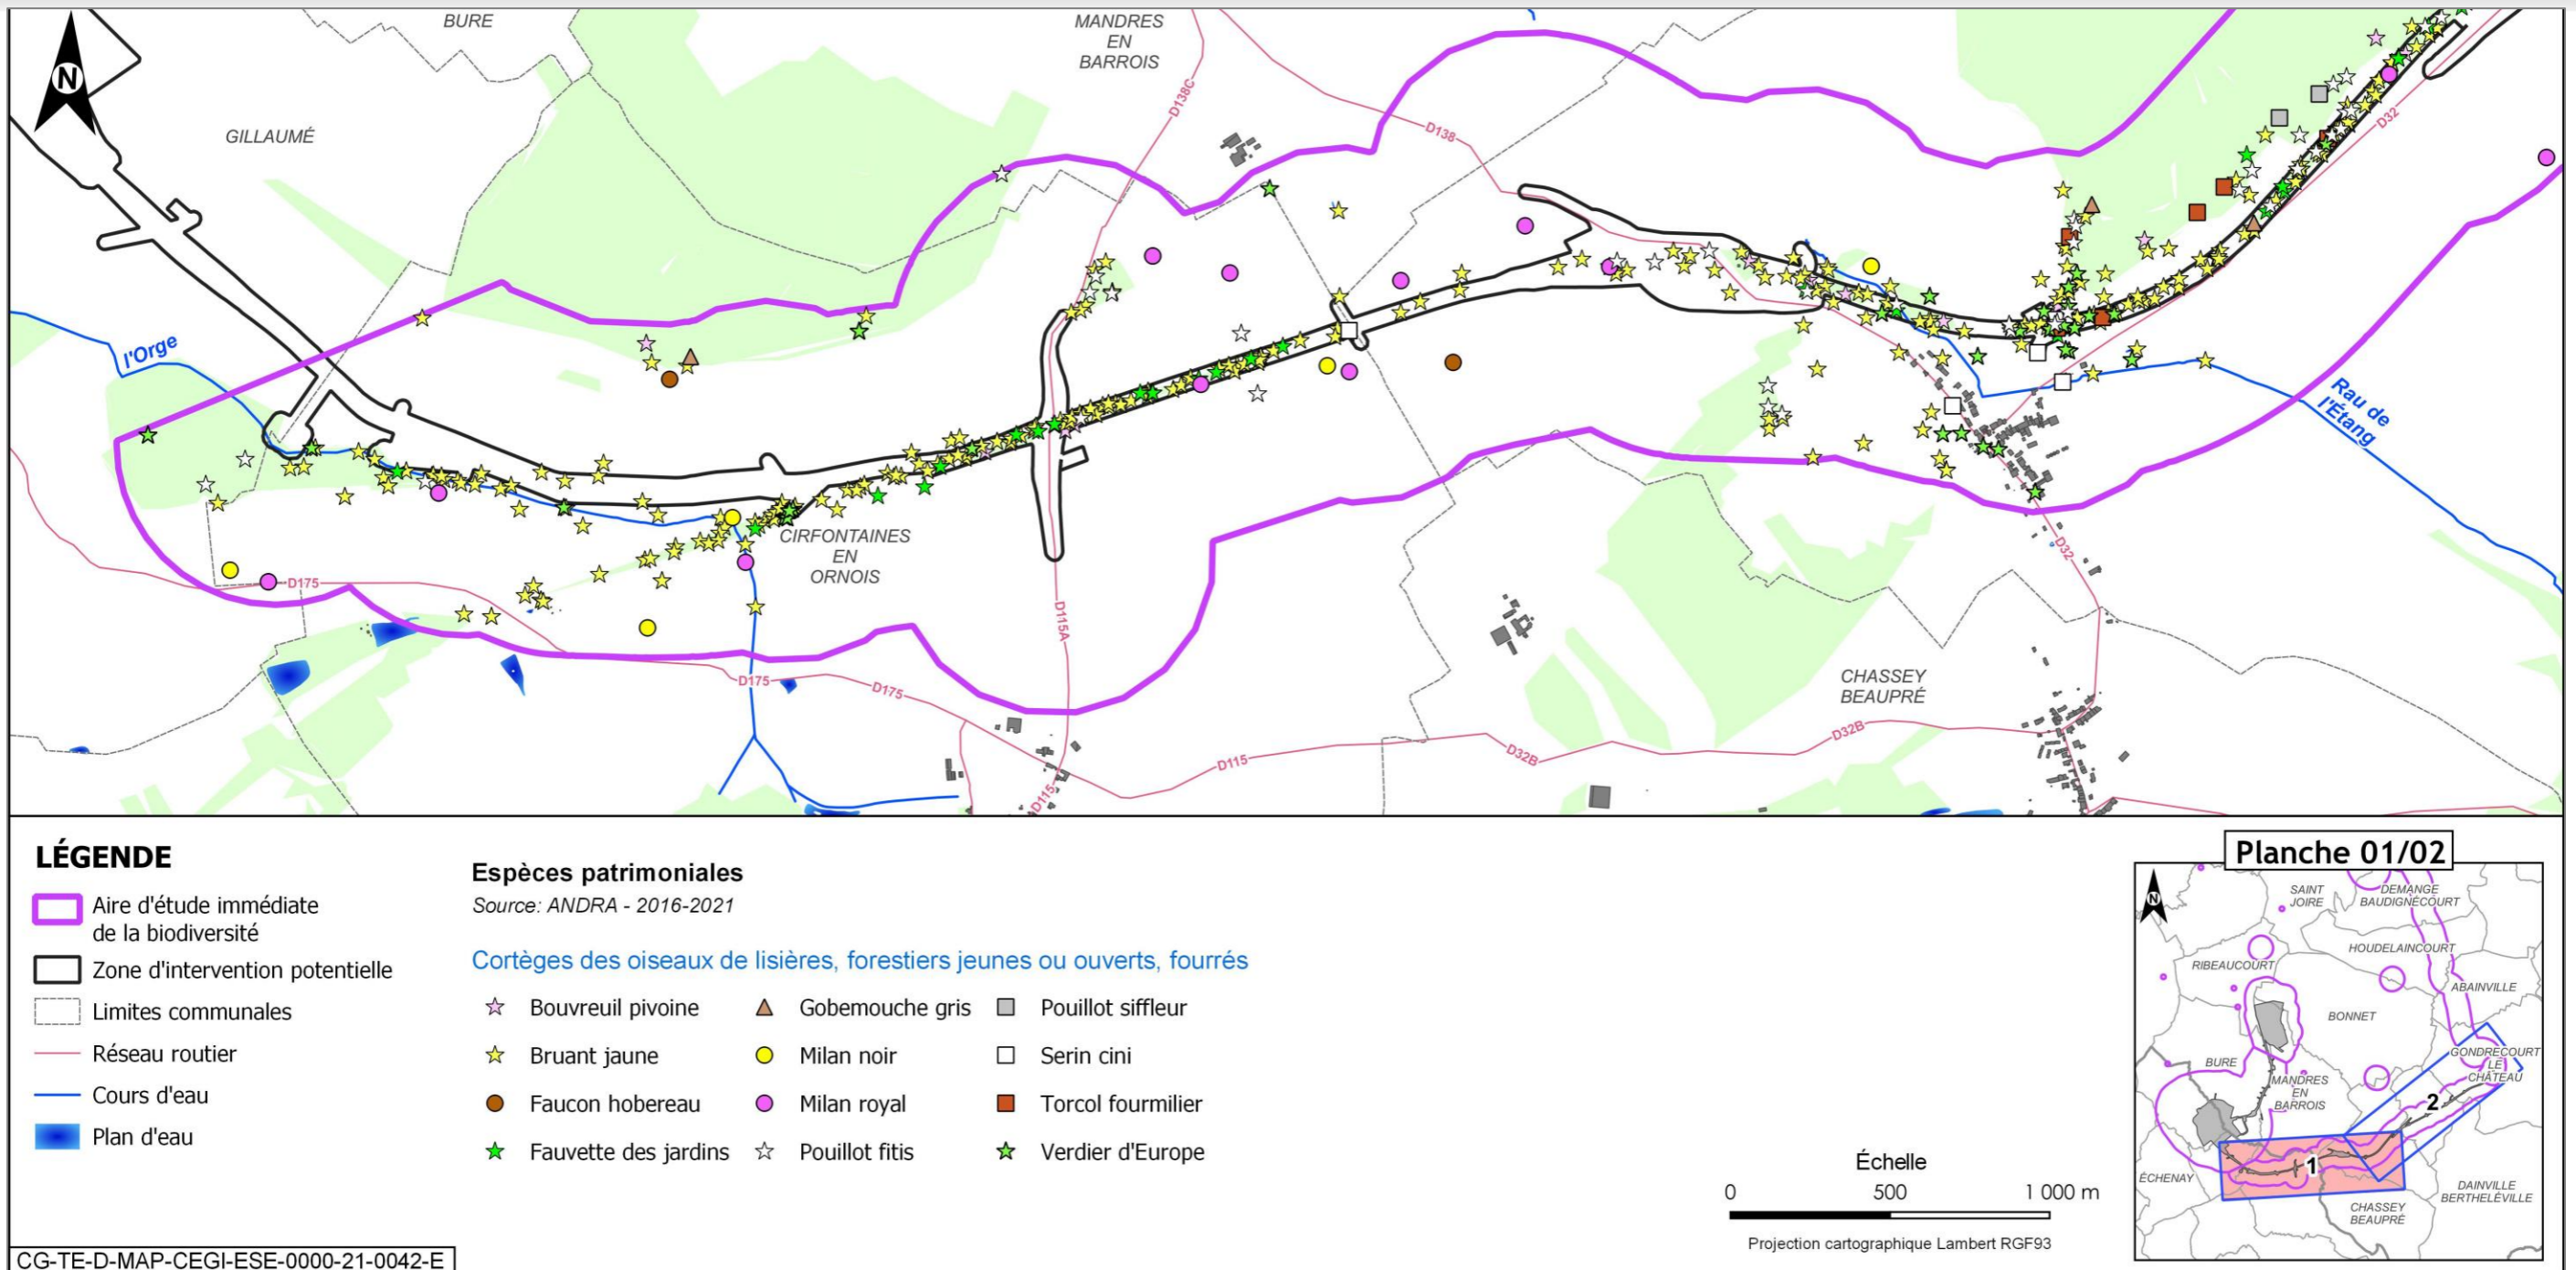 BURE
MANDRES
EN
BARROIS
N
GILLAUMÉ
D138C
D138
D32
l'Orge
Rau de
l'Étang
CIRFONTAINES
EN
ORNOIS
D175
D115A
D32
D175
D175
CHASSEY
BEAUPRÉ
D115
D32B
D32B
D115
LÉGENDE
Aire d'étude immédiate
de la biodiversité
Zone d'intervention potentielle
Limites communales
Réseau routier
Cours d'eau
Plan d'eau
Espèces patrimoniales
Source: ANDRA - 2016-2021
Cortèges des oiseaux de lisières, forestiers jeunes ou ouverts, fourrés
Bouvreuil pivoine
Bruant jaune
Faucon hobereau
Fauvette des jardins
Gobemouche gris
Milan noir
Milan royal
Pouillot fitis
Pouillot siffleur
Serin cini
Torcol fourmilier
Verdier d'Europe
Échelle
0 500 1 000 m
Projection cartographique Lambert RGF93
Planche 01/02
N
SAINT
JOIRE
DEMANGE
BAUDIGNÉCOURT
HOUDELAINCOURT
RIBEAUCOURT
ABAINVILLE
BONNET
GONDRECOURT
LE
CHÂTEAU
BURE
MANDRES
EN
BARROIS
2
1
ÉCHENAY
DAINVILLE
BERTHELÉVILLE
CHASSEY
BEAUPRÉ
CG-TE-D-MAP-CEGI-ESE-0000-21-0042-E